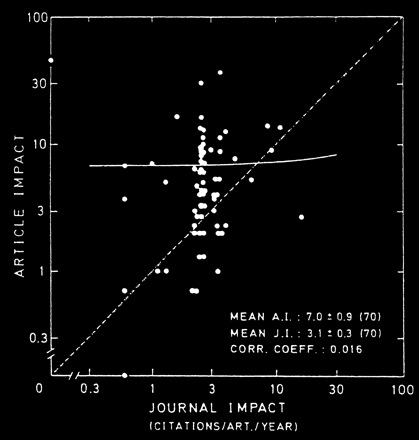 100
30
10
3
1
0.3
ARTICLE IMPACT
MEAN A.I.: 7.0 ± 0.9 (70)
MEAN J.I.: 3.1 ± 0.3 (70)
CORR. COEFF.: 0.016
0 0.3 1 3 10 30 100
JOURNAL IMPACT
(CITATIONS/ART./YEAR)